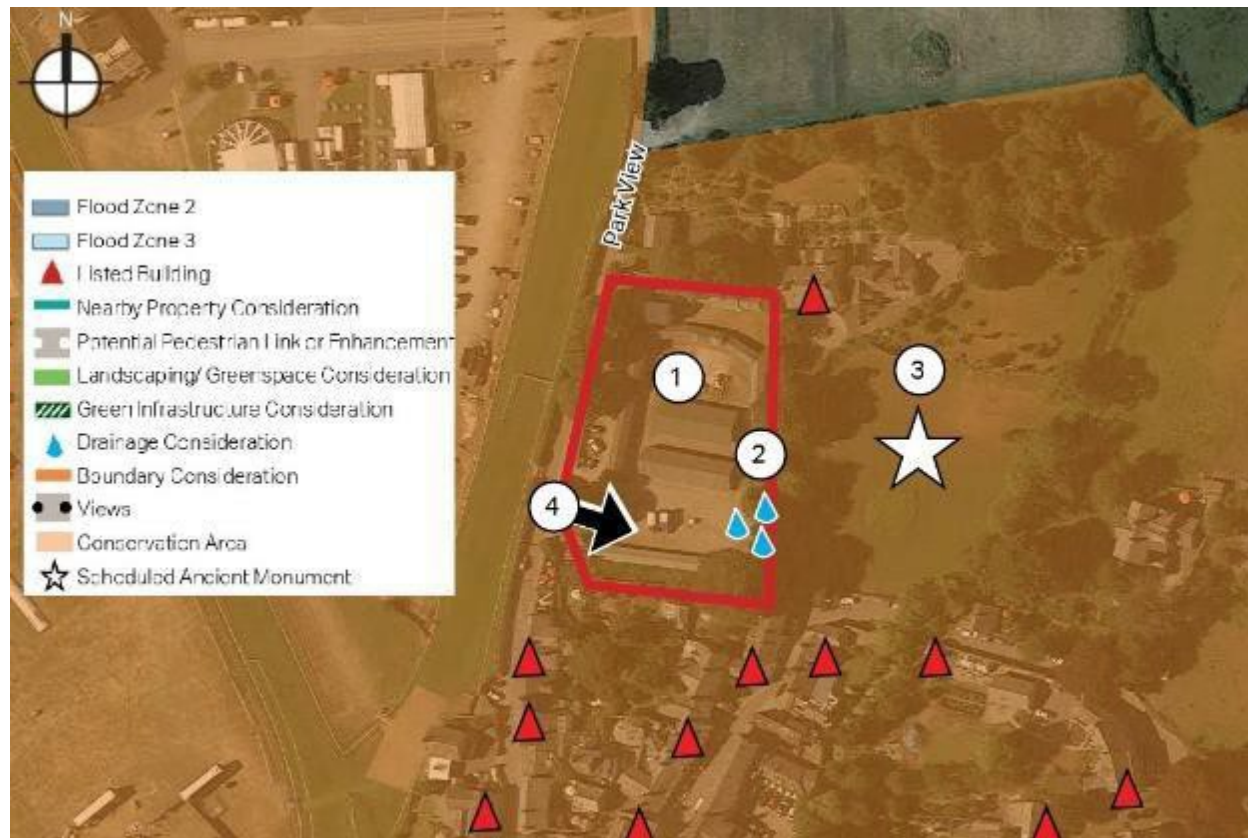 N
Park View
Flood Zone 2
Flood Zone 3
Listed Building
Nearby Property Consideration
Potential Pedestrian Link or Enhancement
Landscaping/ Greenspace Consideration
Green Infrastructure Consideration
Drainage Consideration
Boundary Consideration
Views
Conservation Area
Scheduled Ancient Monument
1
2
3
4